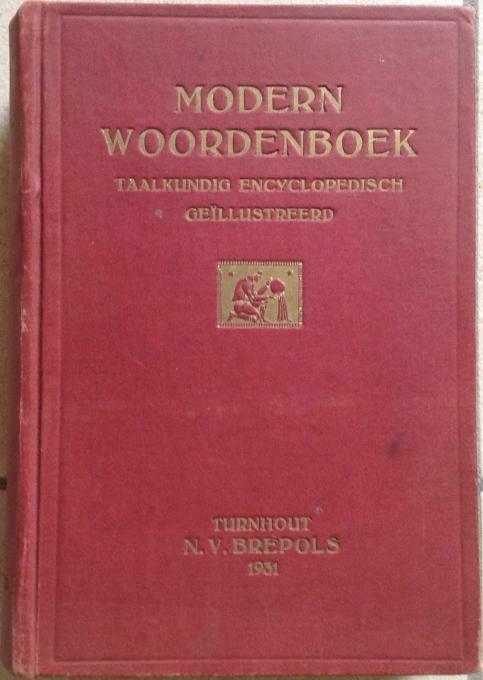 MODERN
WOORDENBOEK
TAALKUNDIG ENCYCLOPEDISCH
GEÏLLUSTREERD
TURNHOUT
N.V. BREPOLS
1931